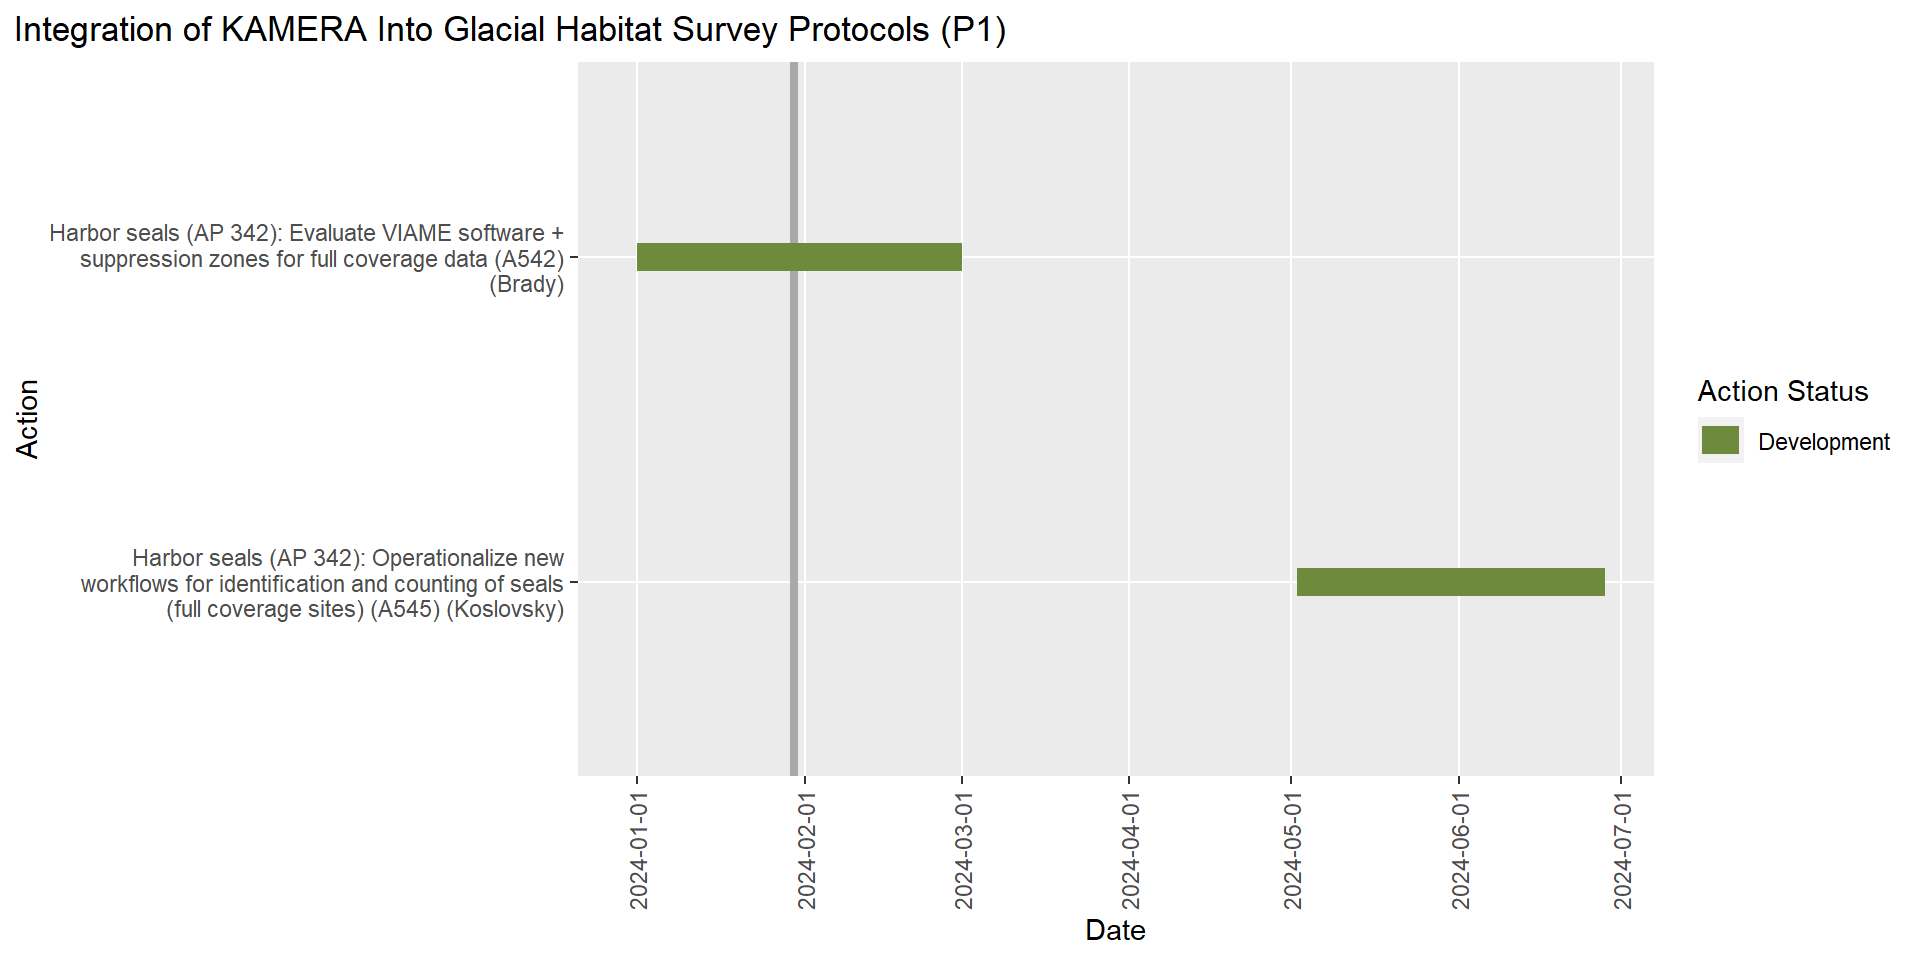 Integration of KAMERA Into Glacial Habitat Survey Protocols (P1)
Harbor seals (AP 342): Evaluate VIAME software +
suppression zones for full coverage data (A542)
(Brady)
Action
Harbor seals (AP 342): Operationalize new
workflows for identification and counting of seals
(full coverage sites) (A545) (Koslovsky)
Action Status
Development
2024-01-01
2024-02-01
2024-03-01
2024-04-01
2024-05-01
2024-06-01
2024-07-01
Date